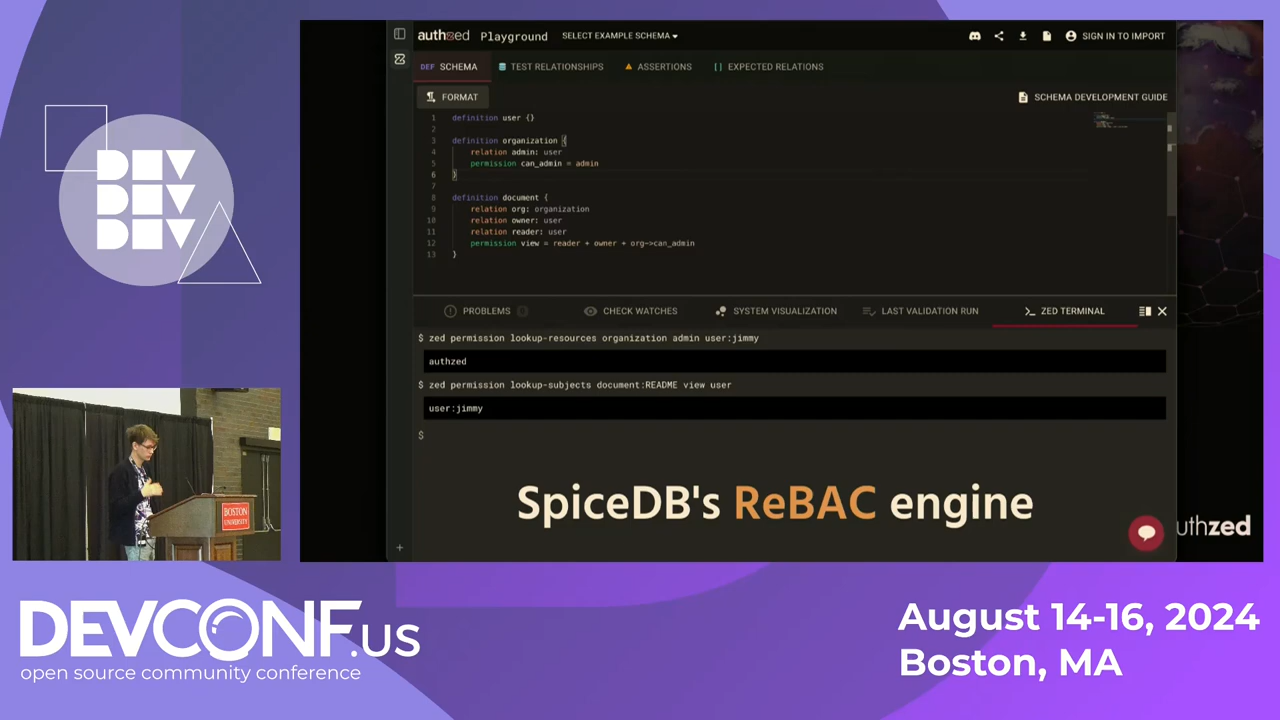 authzed Playground SELECT EXAMPLE SCHEMA SIGN IN TO IMPORT
DEF SCHEMA TEST RELATIONSHIPS ASSERTIONS [] EXPECTED RELATIONS
FORMAT SCHEMA DEVELOPMENT GUIDE
1 definition user {}
2
3 definition organization {
4 relation admin: user
5 permission can_admin = admin
6 }
7
8 definition document {
9 relation org: organization
10 relation owner: user
11 relation reader: user
12 permission view = reader + owner + org->can_admin
13 }
PROBLEMS 0 CHECK WATCHES SYSTEM VISUALIZATION LAST VALIDATION RUN ZED TERMINAL
$ zed permission lookup-resources organization admin user:jimmy
authzed
$ zed permission lookup-subjects document:README view user
user:jimmy
$
SpiceDB's ReBAC engine
uthzed
DEV
DEV
DEV
BOSTON
UNIVERSITY
DEVCONF.us
open source community conference
August 14-16, 2024
Boston, MA